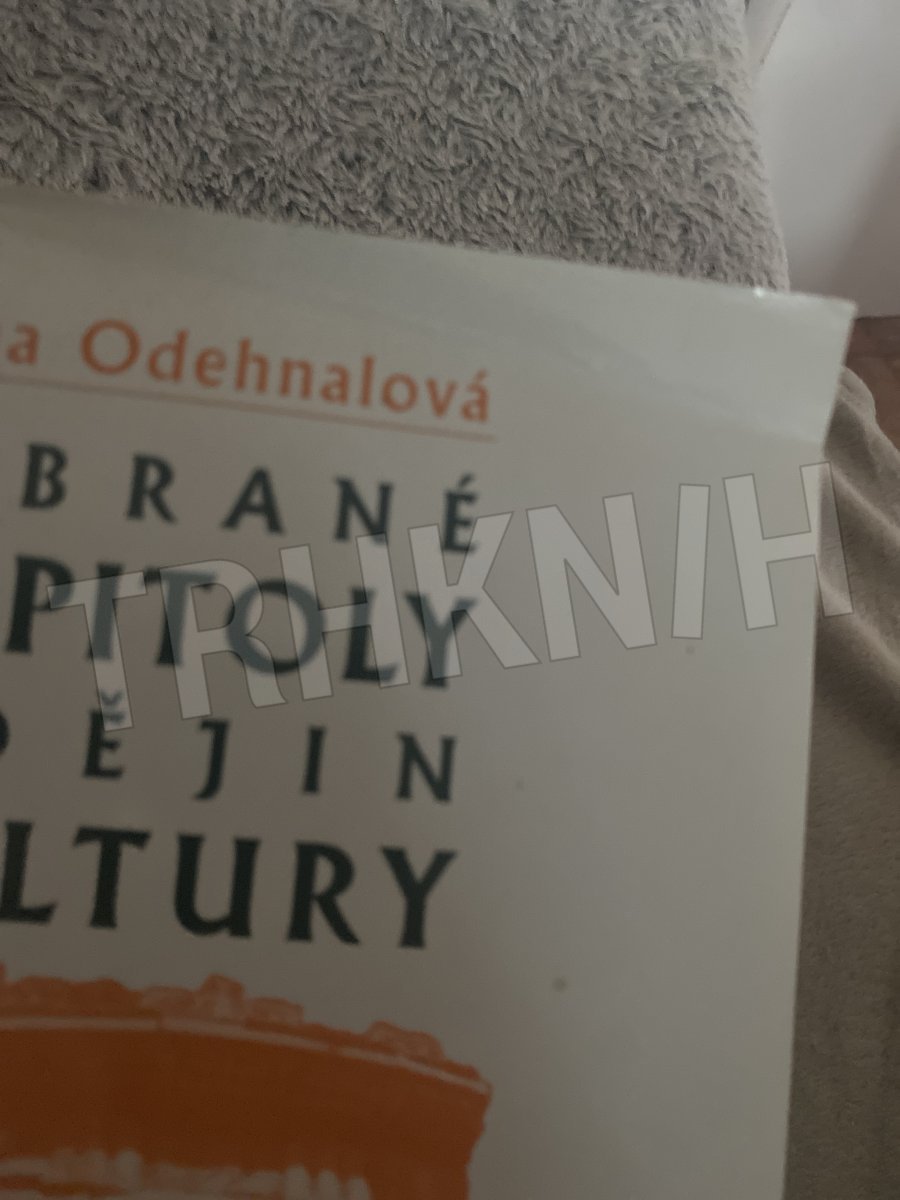 a Odehnalová
BRANÉ
PITOLY
DĚJIN
LTURY
TRHKNIH